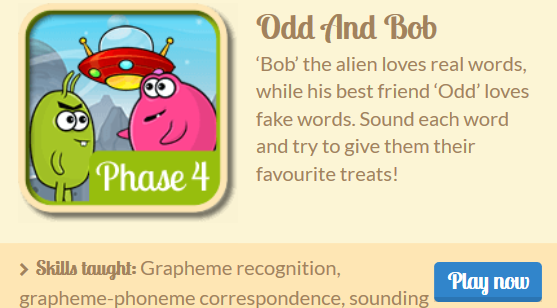 Phase 4
Odd And Bob
‘Bob’ the alien loves real words,
while his best friend ‘Odd’ loves
fake words. Sound each word
and try to give them their
favourite treats!
Skills taught: Grapheme recognition,
grapheme-phoneme correspondence, sounding
Play now